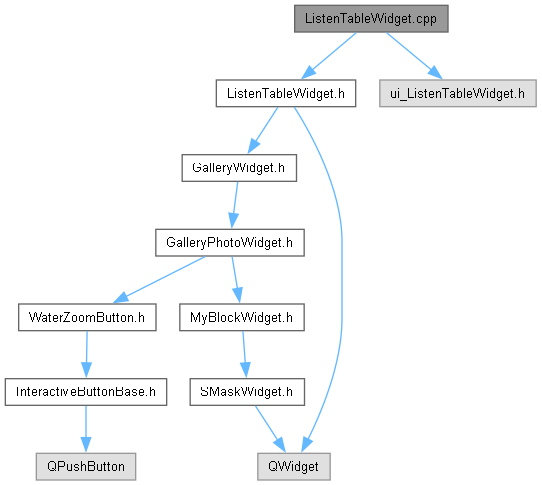 ListenTableWidget.cpp
ListenTableWidget.h
ui_ListenTableWidget.h
GalleryWidget.h
GalleryPhotoWidget.h
WaterZoomButton.h
MyBlockWidget.h
InteractiveButtonBase.h
SMaskWidget.h
QPushButton
QWidget